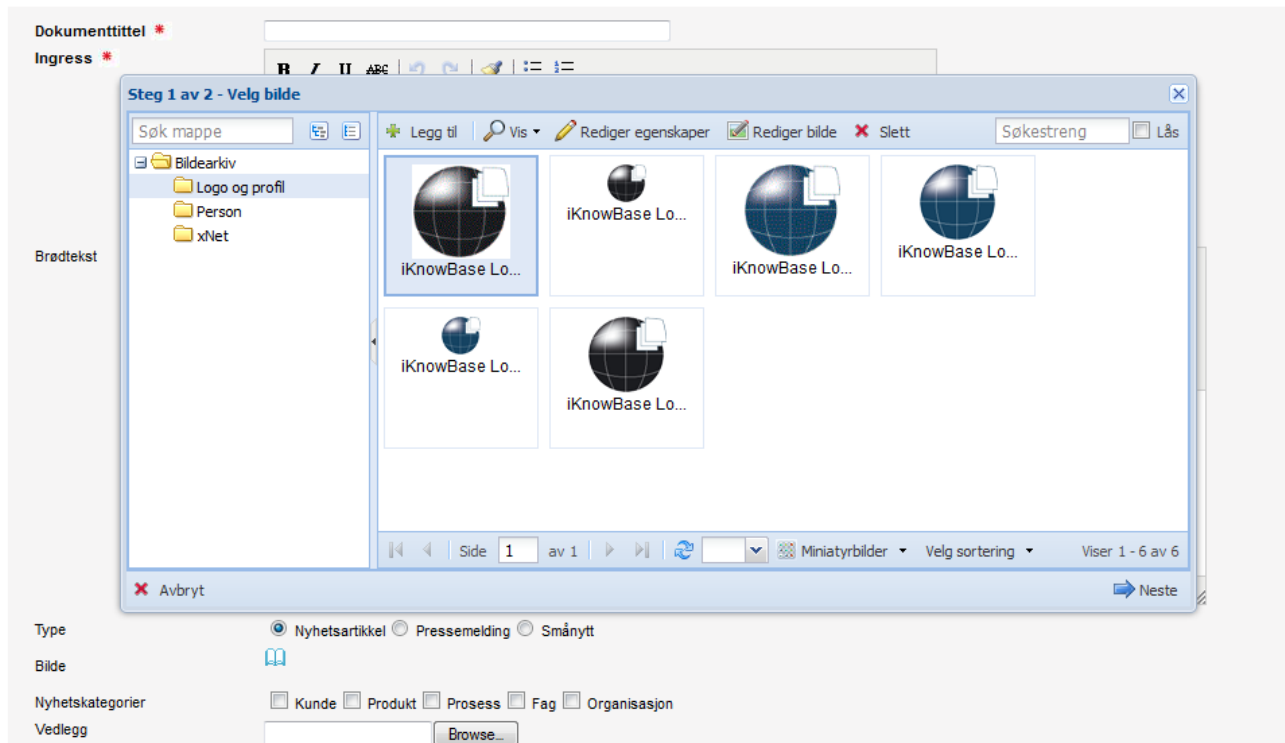 Dokumenttittel *
Ingress *
B I U ABC
Steg 1 av 2 - Velg bilde
Søk mappe
Legg til Vis Rediger egenskaper Rediger bilde Slett Søkestreng Lås
Bildearkiv
Logo og profil
Person
xNet
iKnowBase Lo...
iKnowBase Lo...
iKnowBase Lo...
iKnowBase Lo...
iKnowBase Lo...
iKnowBase Lo...
Brødtekst
Side 1 av 1 Miniatyrbilder Velg sortering Viser 1 - 6 av 6
Avbryt Neste
Type Nyhetsartikkel Pressemelding Smånytt
Bilde
Nyhetskategorier Kunde Produkt Prosess Fag Organisasjon
Vedlegg Browse...